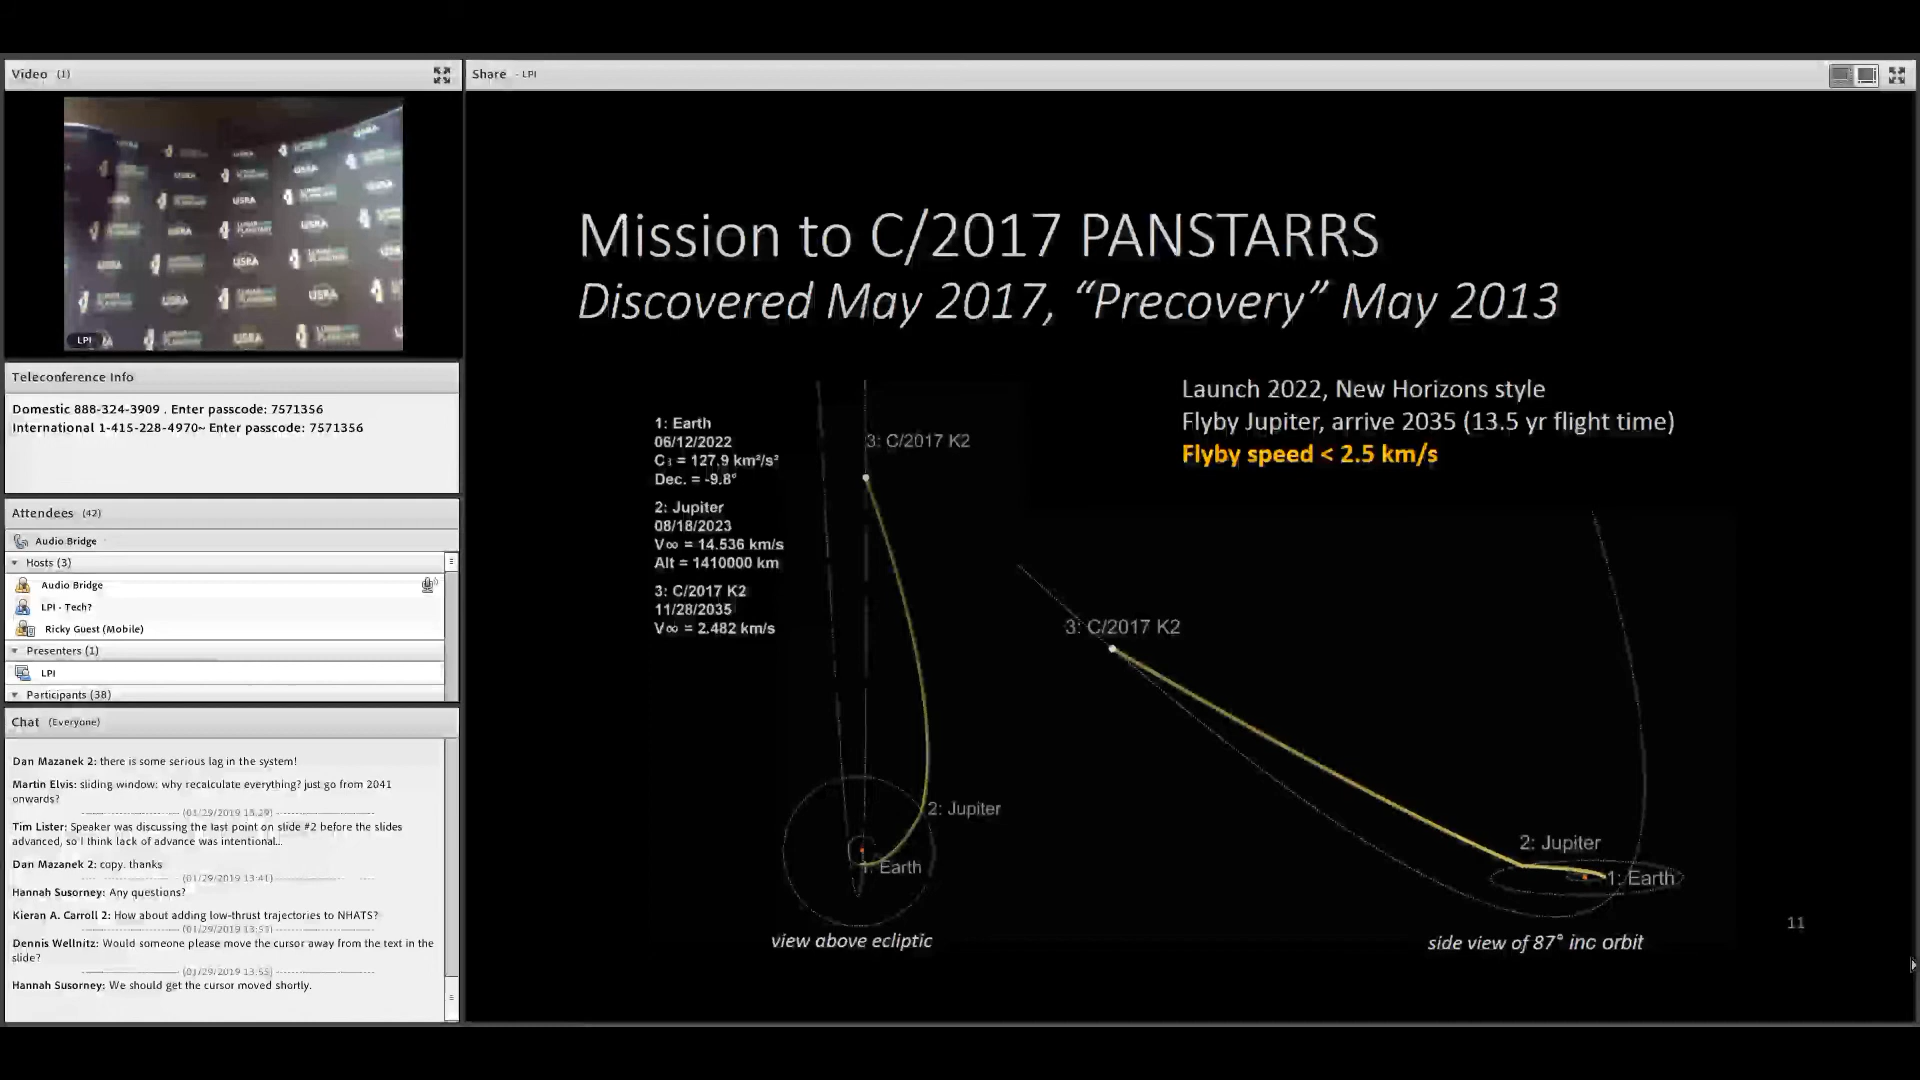 Video (1)
LPI
Teleconference Info
Domestic 888-324-3909 . Enter passcode: 7571356
International 1-415-228-4970~ Enter passcode: 7571356
Attendees (42)
Audio Bridge
Hosts (3)
Audio Bridge
LPI - Tech?
Ricky Guest (Mobile)
Presenters (1)
LPI
Participants (38)
Chat (Everyone)
Dan Mazanek 2: there is some serious lag in the system!
Martin Elvis: sliding window: why recalculate everything? just go from 2041
onwards?
Tim Lister: Speaker was discussing the last point on slide #2 before the slides
advanced, so I think lack of advance was intentional...
Dan Mazanek 2: copy. thanks
(01/29/2019 13:41)
Hannah Susorney: Any questions?
Kieran A. Carroll 2: How about adding low-thrust trajectories to NHATS?
(01/29/2019 13:53)
Dennis Wellnitz: Would someone please move the cursor away from the text in the
slide?
(01/29/2019 13:55)
Hannah Susorney: We should get the cursor moved shortly.
Share - LPI
Mission to C/2017 PANSTARRS
Discovered May 2017, “Precovery” May 2013
Launch 2022, New Horizons style
Flyby Jupiter, arrive 2035 (13.5 yr flight time)
Flyby speed < 2.5 km/s
1: Earth
06/12/2022
C₃ = 127.9 km²/s²
Dec. = -9.8°
2: Jupiter
08/18/2023
V∞ = 14.536 km/s
Alt = 1410000 km
3: C/2017 K2
11/28/2035
V∞ = 2.482 km/s
3: C/2017 K2
2: Jupiter
1: Earth
view above ecliptic
3: C/2017 K2
2: Jupiter
1: Earth
side view of 87° inc orbit
11
USRA